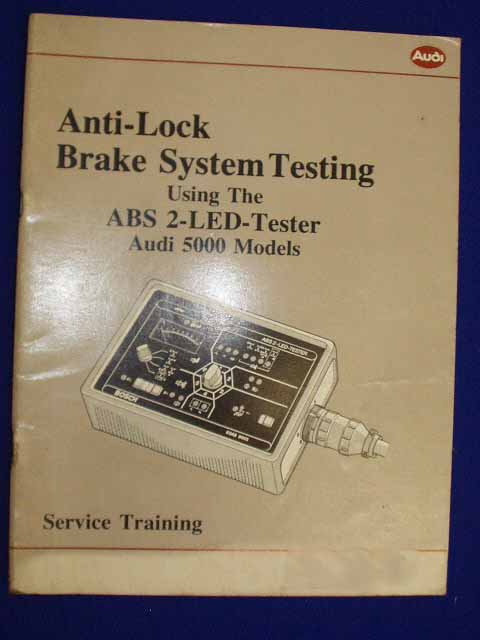 Audi
Anti-Lock
Brake System Testing
Using The
ABS 2-LED-Tester
Audi 5000 Models
ABS 2-LED-TESTER
BOSCH
Service Training